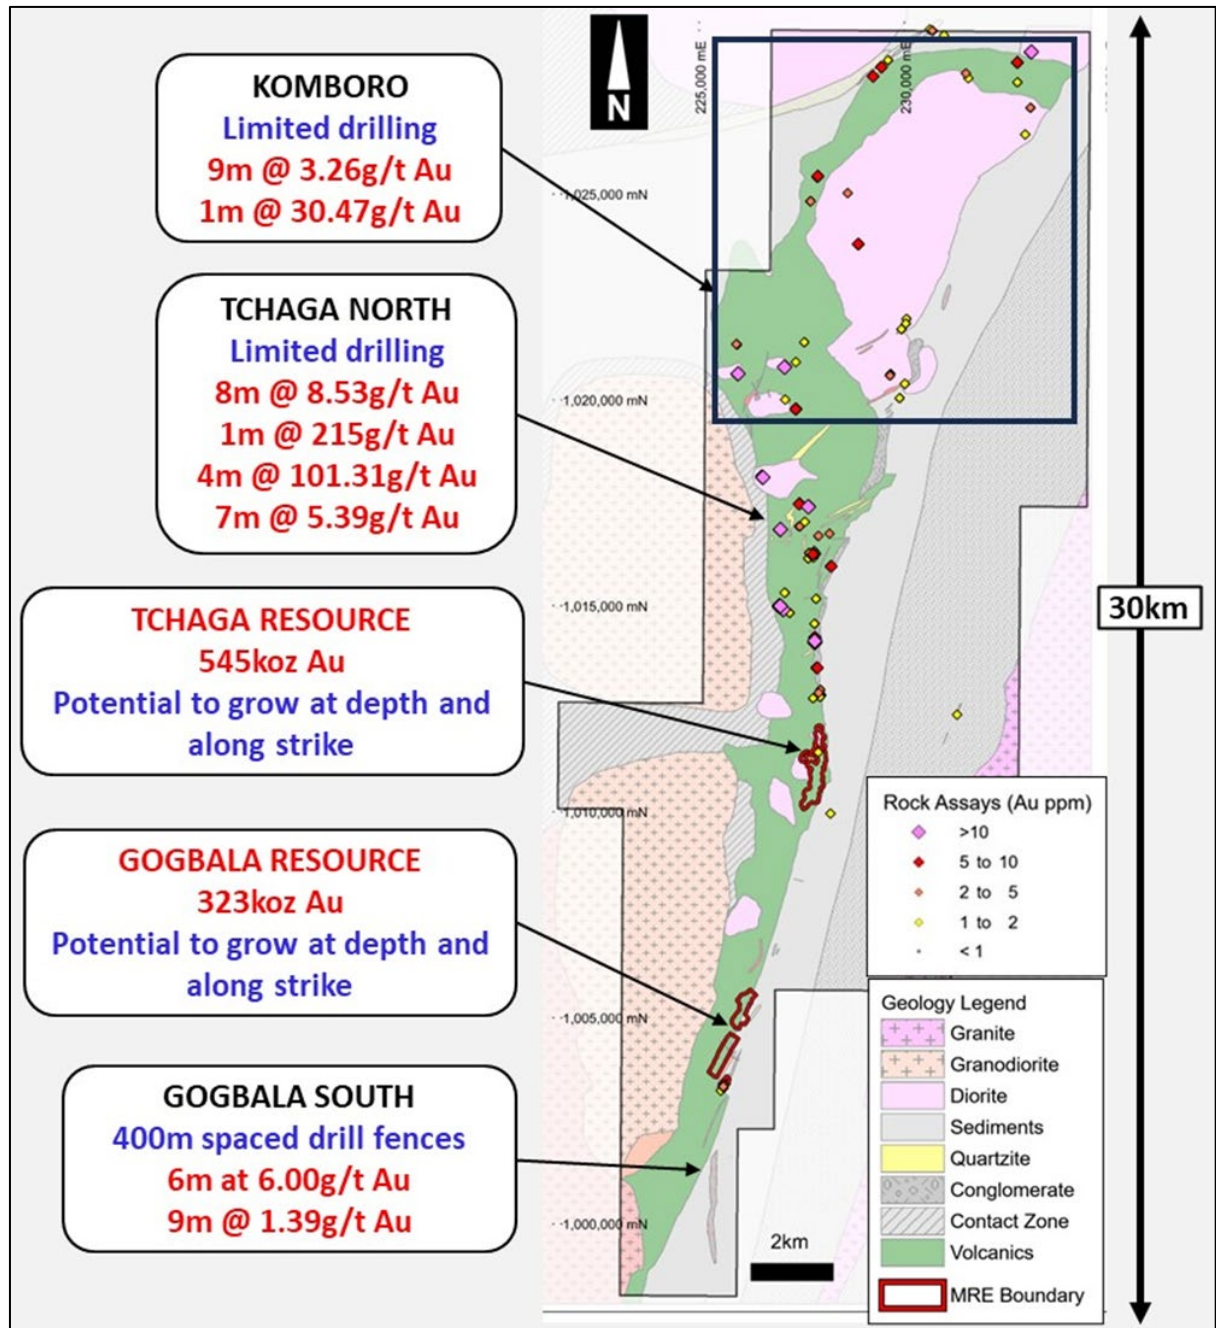 KOMBORO
Limited drilling
9m @ 3.26g/t Au
1m @ 30.47g/t Au
TCHAGA NORTH
Limited drilling
8m @ 8.53g/t Au
1m @ 215g/t Au
4m @ 101.31g/t Au
7m @ 5.39g/t Au
TCHAGA RESOURCE
545koz Au
Potential to grow at depth and
along strike
GOGBALA RESOURCE
323koz Au
Potential to grow at depth and
along strike
GOGBALA SOUTH
400m spaced drill fences
6m at 6.00g/t Au
9m @ 1.39g/t Au
N
225,000 mE
230,000 mE
1,025,000 mN
1,020,000 mN
1,015,000 mN
1,010,000 mN
1,005,000 mN
1,000,000 mN
30km
Rock Assays (Au ppm)
>10
5 to 10
2 to 5
1 to 2
< 1
Geology Legend
Granite
Granodiorite
Diorite
Sediments
Quartzite
Conglomerate
Contact Zone
Volcanics
MRE Boundary
2km